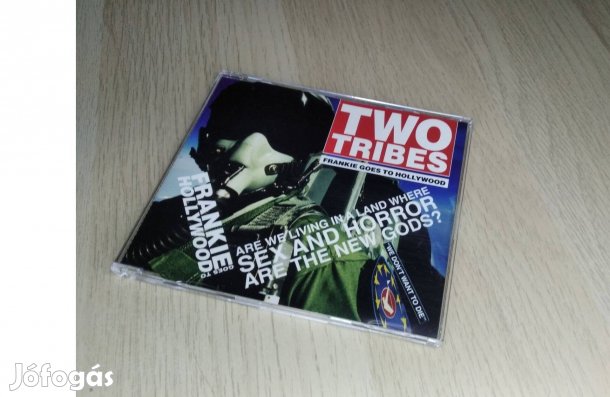 TWO
TRIBES
FRANKIE GOES TO HOLLYWOOD
FRANKIE
GOES TO
HOLLYWOOD
ARE WE LIVING IN A LAND WHERE
SEX AND HORROR
ARE THE NEW GODS?
"WE DON'T WANT TO DIE"
Jófogás